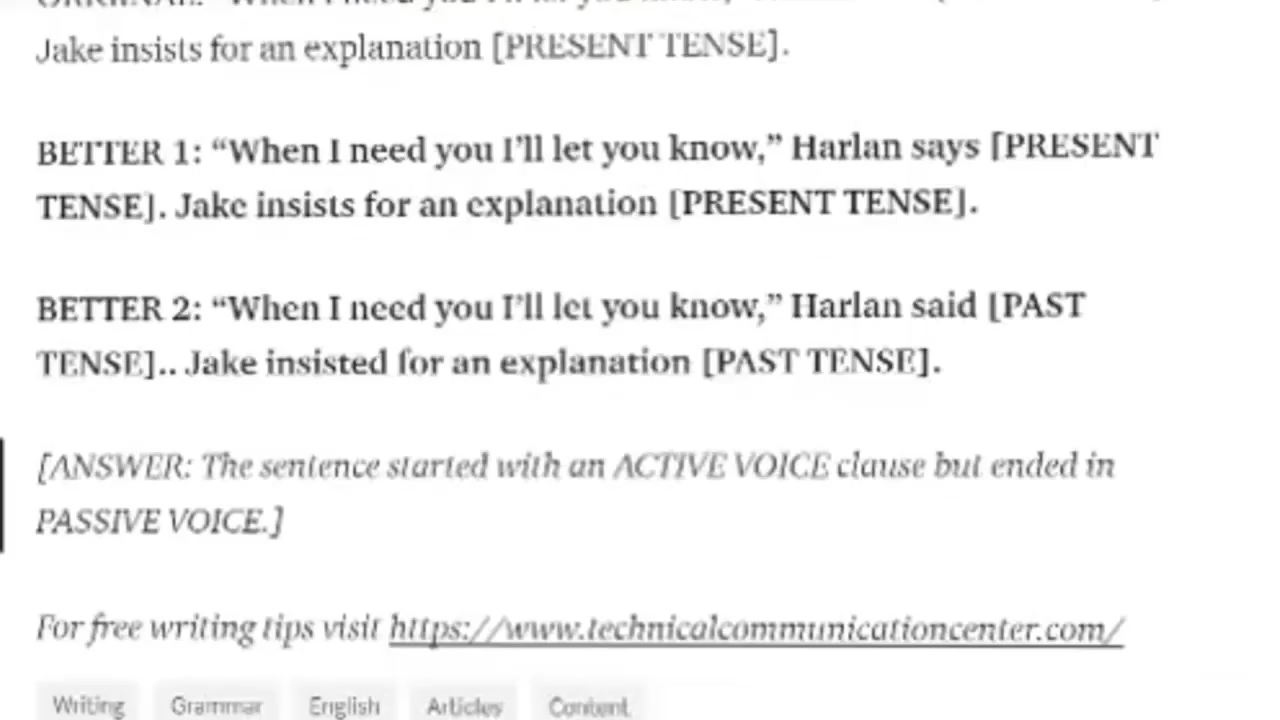 Jake insists for an explanation [PRESENT TENSE].
BETTER 1: “When I need you I’ll let you know,” Harlan says [PRESENT
TENSE]. Jake insists for an explanation [PRESENT TENSE].
BETTER 2: “When I need you I’ll let you know,” Harlan said [PAST
TENSE].. Jake insisted for an explanation [PAST TENSE].
[ANSWER: The sentence started with an ACTIVE VOICE clause but ended in
PASSIVE VOICE.]
For free writing tips visit https://www.technicalcommunicationcenter.com/
Writing Grammar English Articles Content